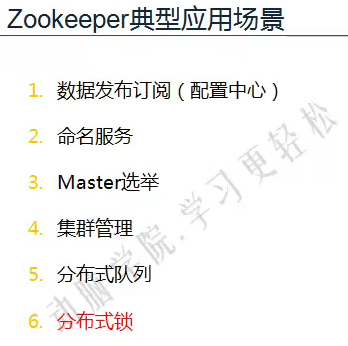 Zookeeper典型应用场景
1. 数据发布订阅（配置中心）
2. 命名服务
3. Master选举
4. 集群管理
5. 分布式队列
6. 分布式锁
动脑学院.学习更轻松